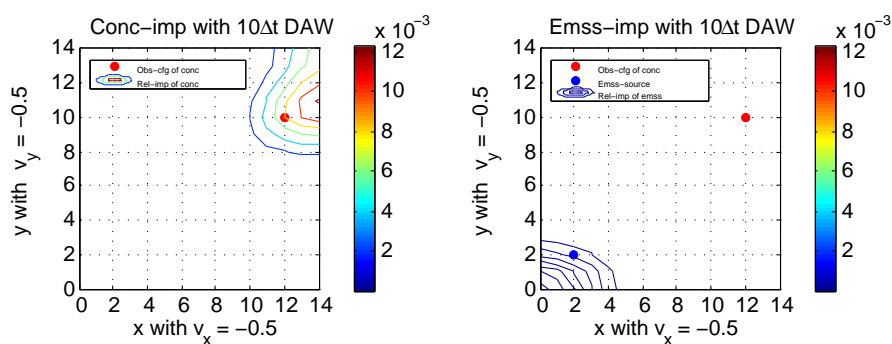 Conc−imp with 10Δt DAW
x 10⁻³
14
12
10
8
6
4
2
0
Obs−cfg of conc
Rel−imp of conc
12
10
8
6
4
2
0 2 4 6 8 10 12 14
x with vₓ = −0.5
y with v_y = −0.5
Emss−imp with 10Δt DAW
x 10⁻³
14
12
10
8
6
4
2
0
Obs−cfg of conc
Emss−source
Rel−imp of emss
12
10
8
6
4
2
0 2 4 6 8 10 12 14
x with vₓ = −0.5
y with v_y = −0.5